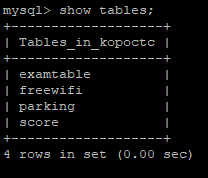 mysql> show tables;
+-------------------+
| Tables_in_kopoctc |
+-------------------+
| examtable         |
| freewifi          |
| parking           |
| score             |
+-------------------+
4 rows in set (0.00 sec)